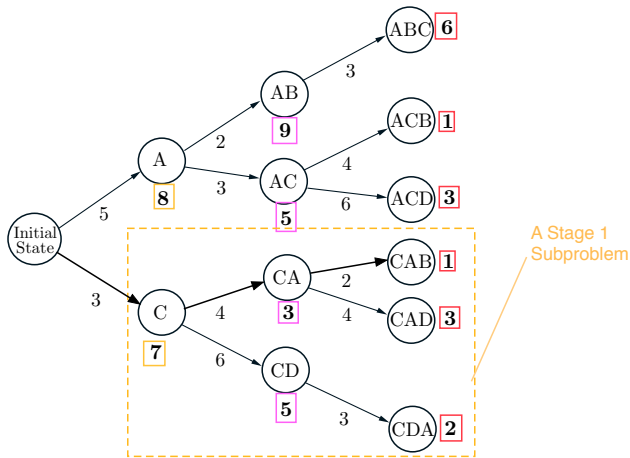 ABC 6
3
AB
9
2
ACB 1
4
A
8
3
AC
5
6
ACD 3
5
Initial
State
A Stage 1
Subproblem
3
C
7
4
CA
3
2
CAB 1
4
CAD 3
6
CD
5
3
CDA 2